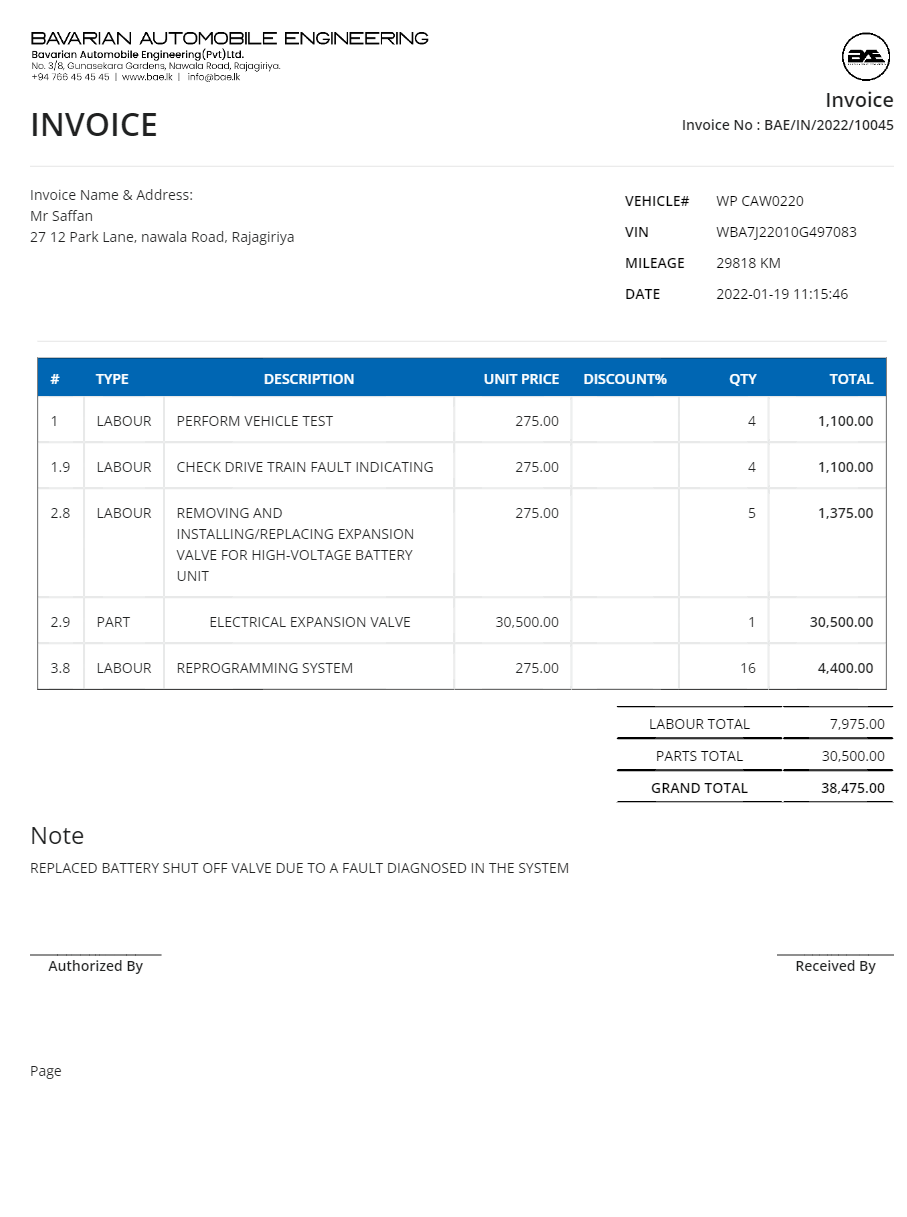 BAVARIAN AUTOMOBILE ENGINEERING
Bavarian Automobile Engineering(Pvt)Ltd.
No. 3/8, Gunasekara Gardens, Nawala Road, Rajagiriya.
+94 766 45 45 45 | www.bae.lk | info@bae.lk
BAE
Invoice
INVOICE
Invoice No : BAE/IN/2022/10045
Invoice Name & Address:
Mr Saffan
27 12 Park Lane, nawala Road, Rajagiriya
VEHICLE# WP CAW0220
VIN WBA7J22010G497083
MILEAGE 29818 KM
DATE 2022-01-19 11:15:46
# TYPE DESCRIPTION UNIT PRICE DISCOUNT% QTY TOTAL
1 LABOUR PERFORM VEHICLE TEST 275.00 4 1,100.00
1.9 LABOUR CHECK DRIVE TRAIN FAULT INDICATING 275.00 4 1,100.00
2.8 LABOUR REMOVING AND 275.00 5 1,375.00
INSTALLING/REPLACING EXPANSION
VALVE FOR HIGH-VOLTAGE BATTERY
UNIT
2.9 PART ELECTRICAL EXPANSION VALVE 30,500.00 1 30,500.00
3.8 LABOUR REPROGRAMMING SYSTEM 275.00 16 4,400.00
LABOUR TOTAL 7,975.00
PARTS TOTAL 30,500.00
GRAND TOTAL 38,475.00
Note
REPLACED BATTERY SHUT OFF VALVE DUE TO A FAULT DIAGNOSED IN THE SYSTEM
Authorized By
Received By
Page